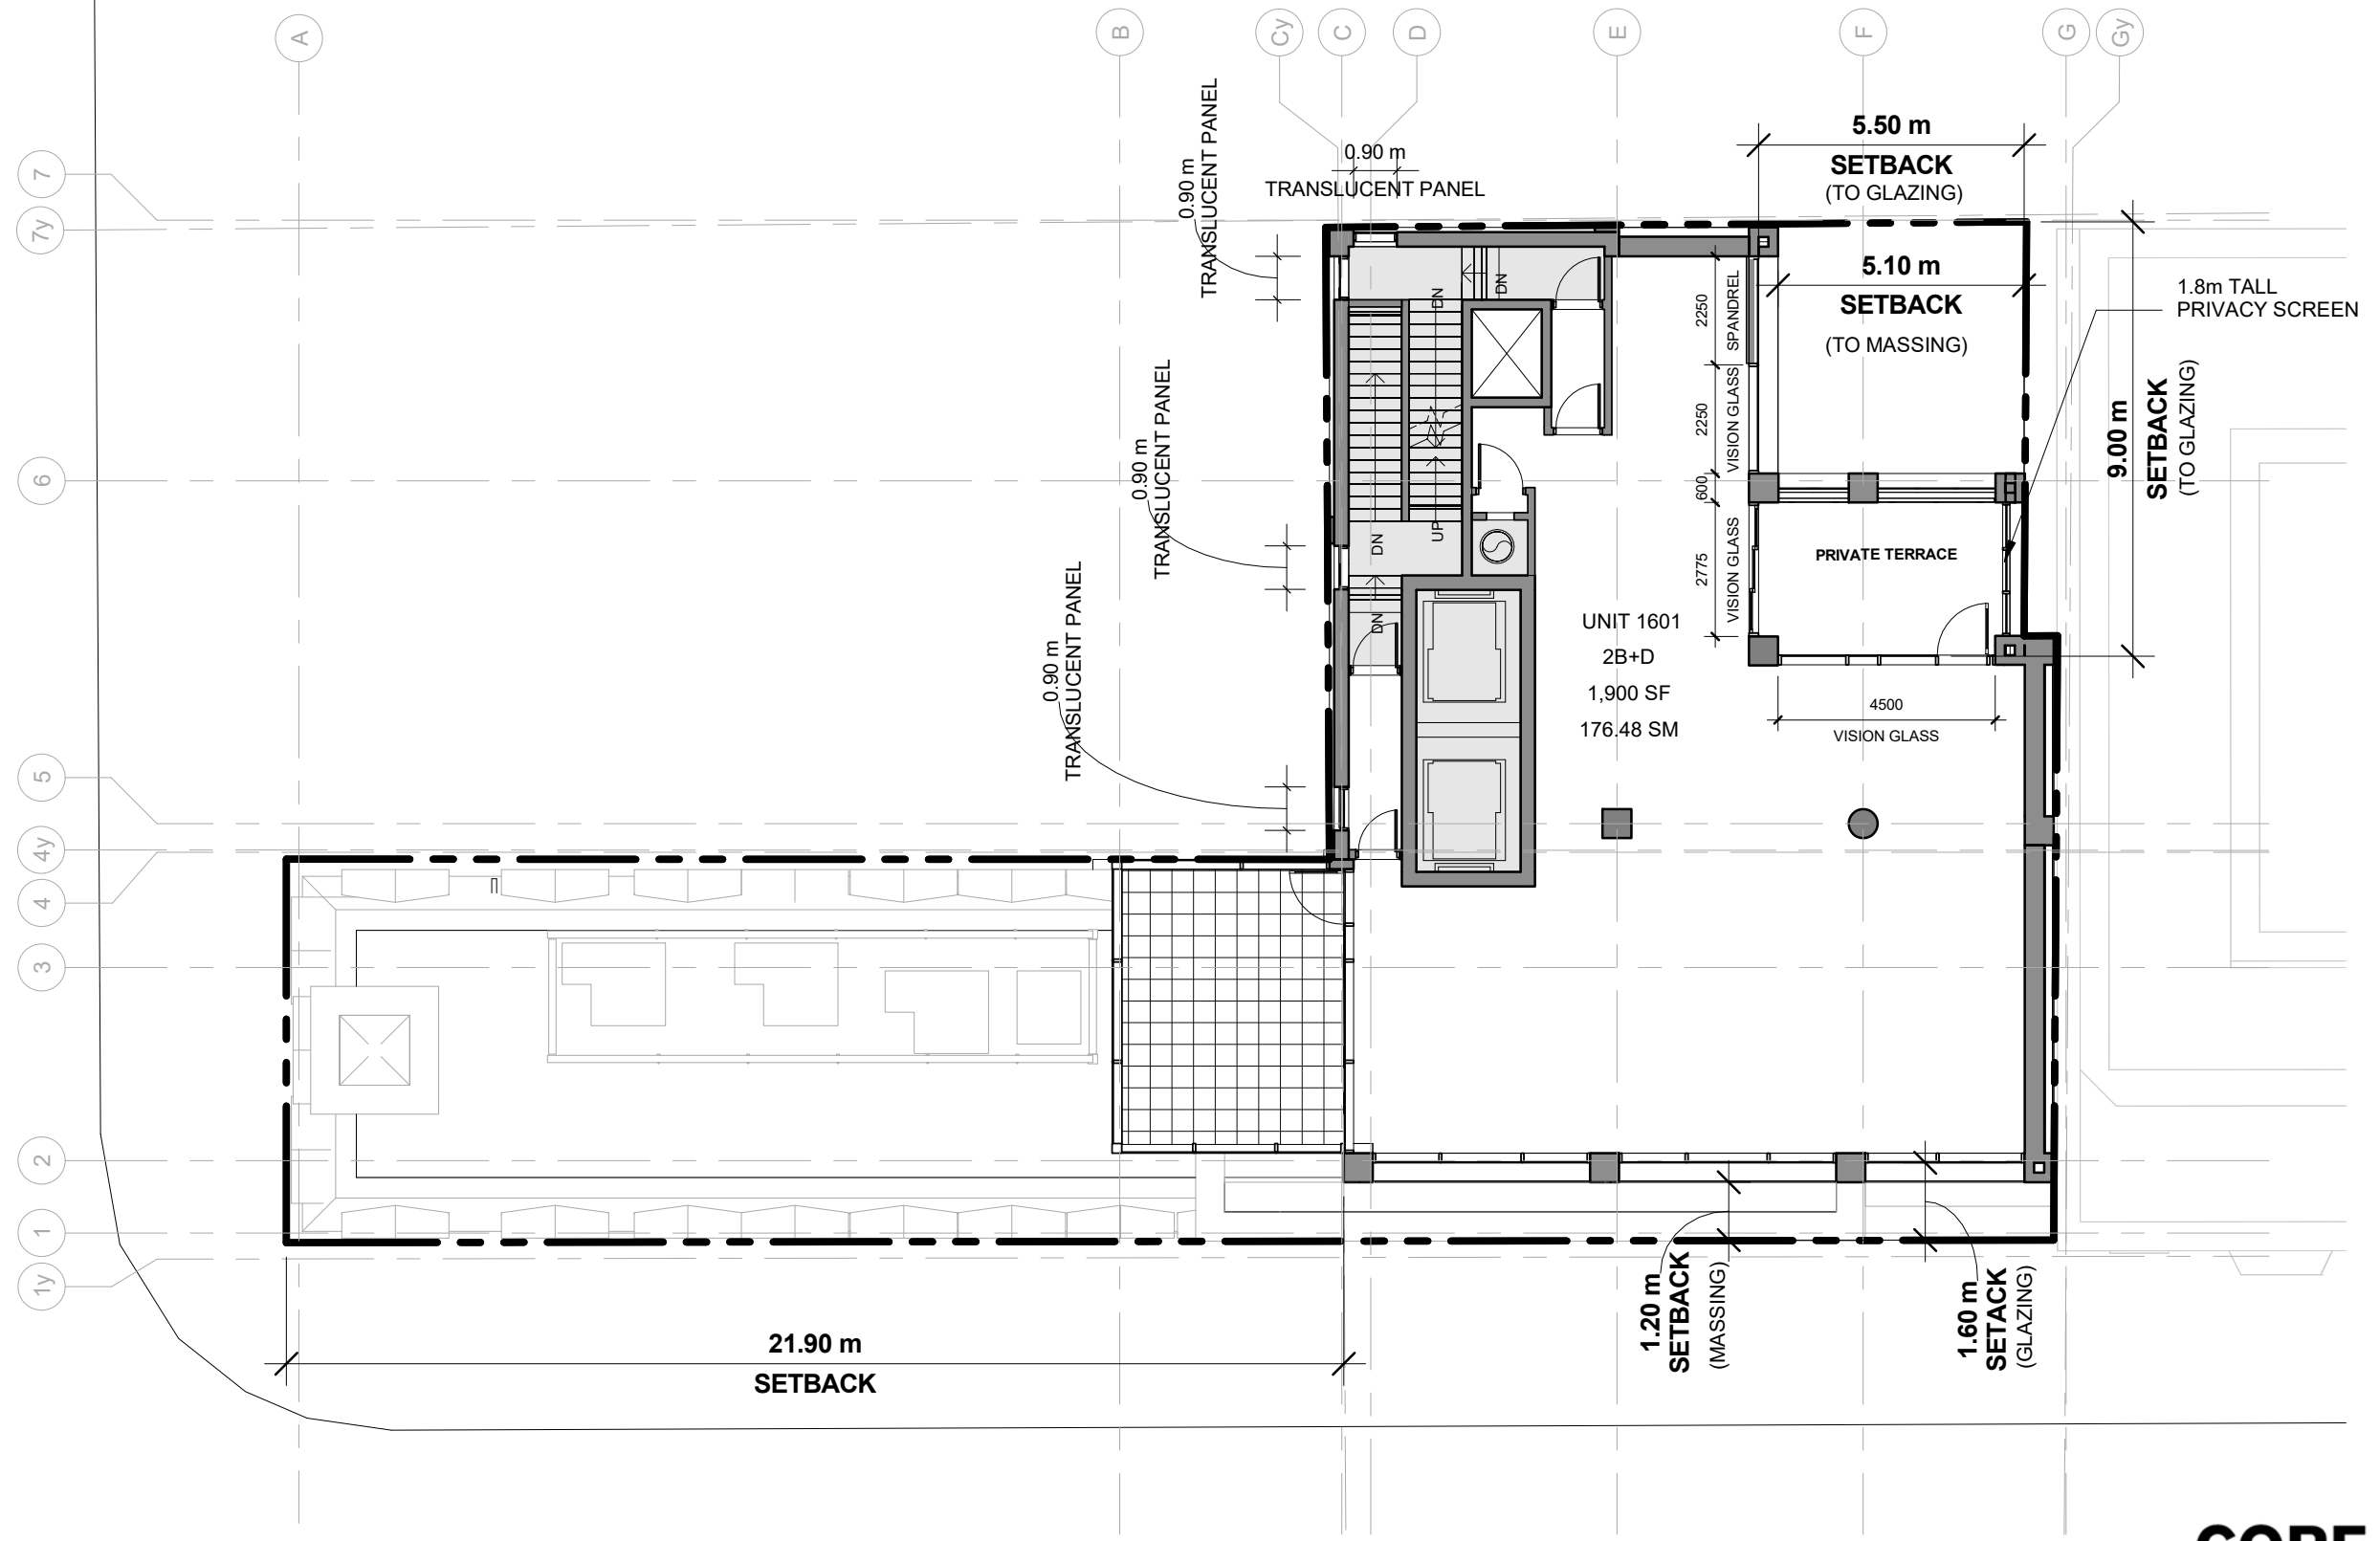 A
B
Cy
C
D
E
F
G
Gy
7
7y
6
5
4y
4
3
2
1
1y
0.90 m
TRANSLUCENT PANEL
0.90 m
TRANSLUCENT PANEL
0.90 m
TRANSLUCENT PANEL
0.90 m
TRANSLUCENT PANEL
5.50 m
SETBACK
(TO GLAZING)
5.10 m
SETBACK
(TO MASSING)
1.8m TALL
PRIVACY SCREEN
9.00 m
SETBACK
(TO GLAZING)
2250
SPANDREL
2250
VISION GLASS
600
2775
VISION GLASS
DN
DN
DN
UP
DN
PRIVATE TERRACE
UNIT 1601
2B+D
1,900 SF
176.48 SM
4500
VISION GLASS
21.90 m
SETBACK
1.20 m
SETBACK
(MASSING)
1.60 m
SETACK
(GLAZING)